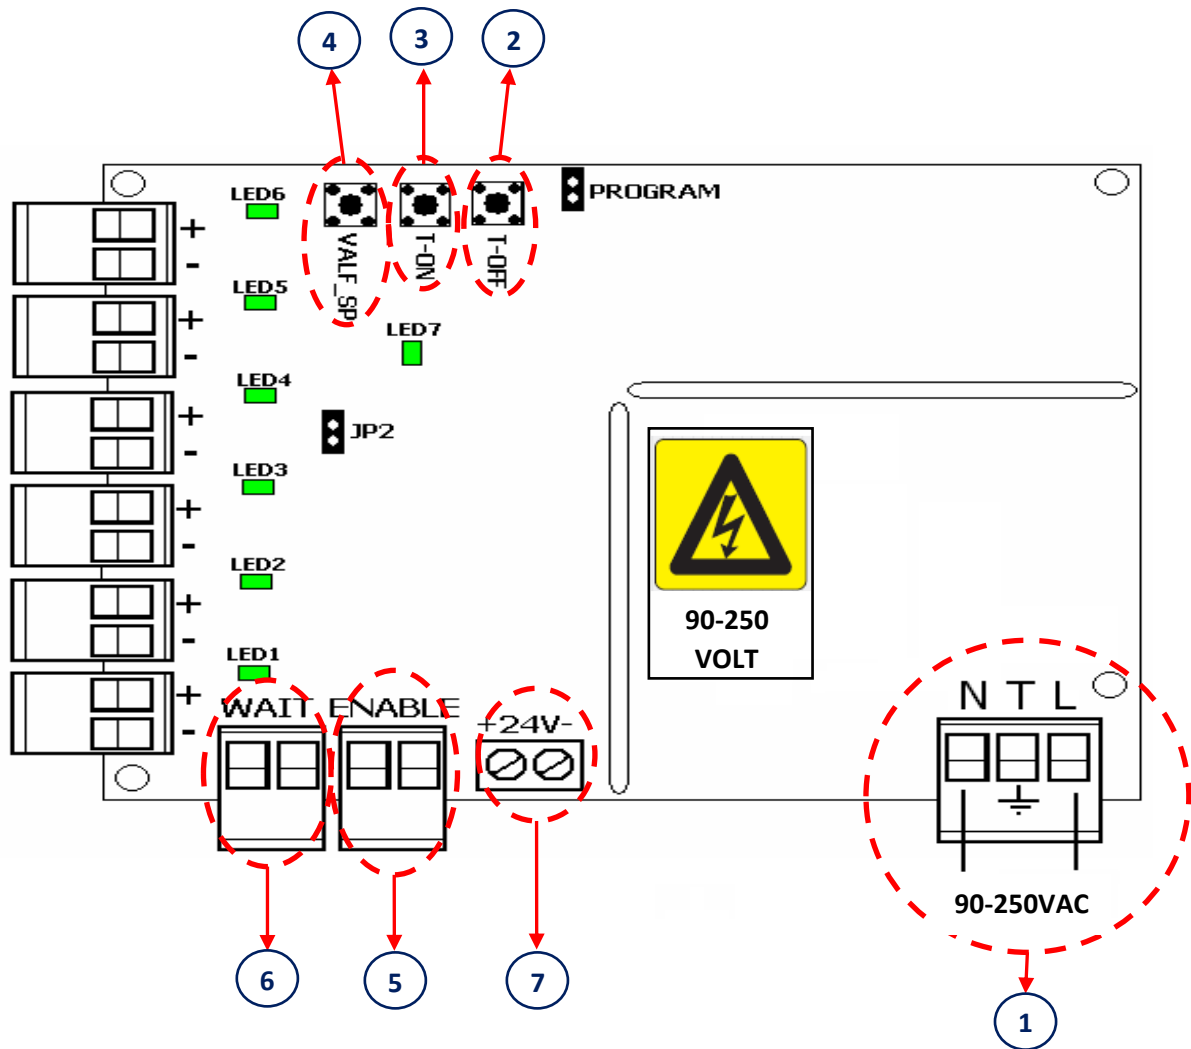 4 3 2
LED6
PROGRAM
VALF_SP
T-ON
T-OFF
+
-
LED5
+
-
LED7
LED4
+
-
JP2
LED3
+
-
LED2
+
-
90-250
VOLT
LED1
+
-
WAIT ENABLE
+24V-
N T L
90-250VAC
6 5 7
1